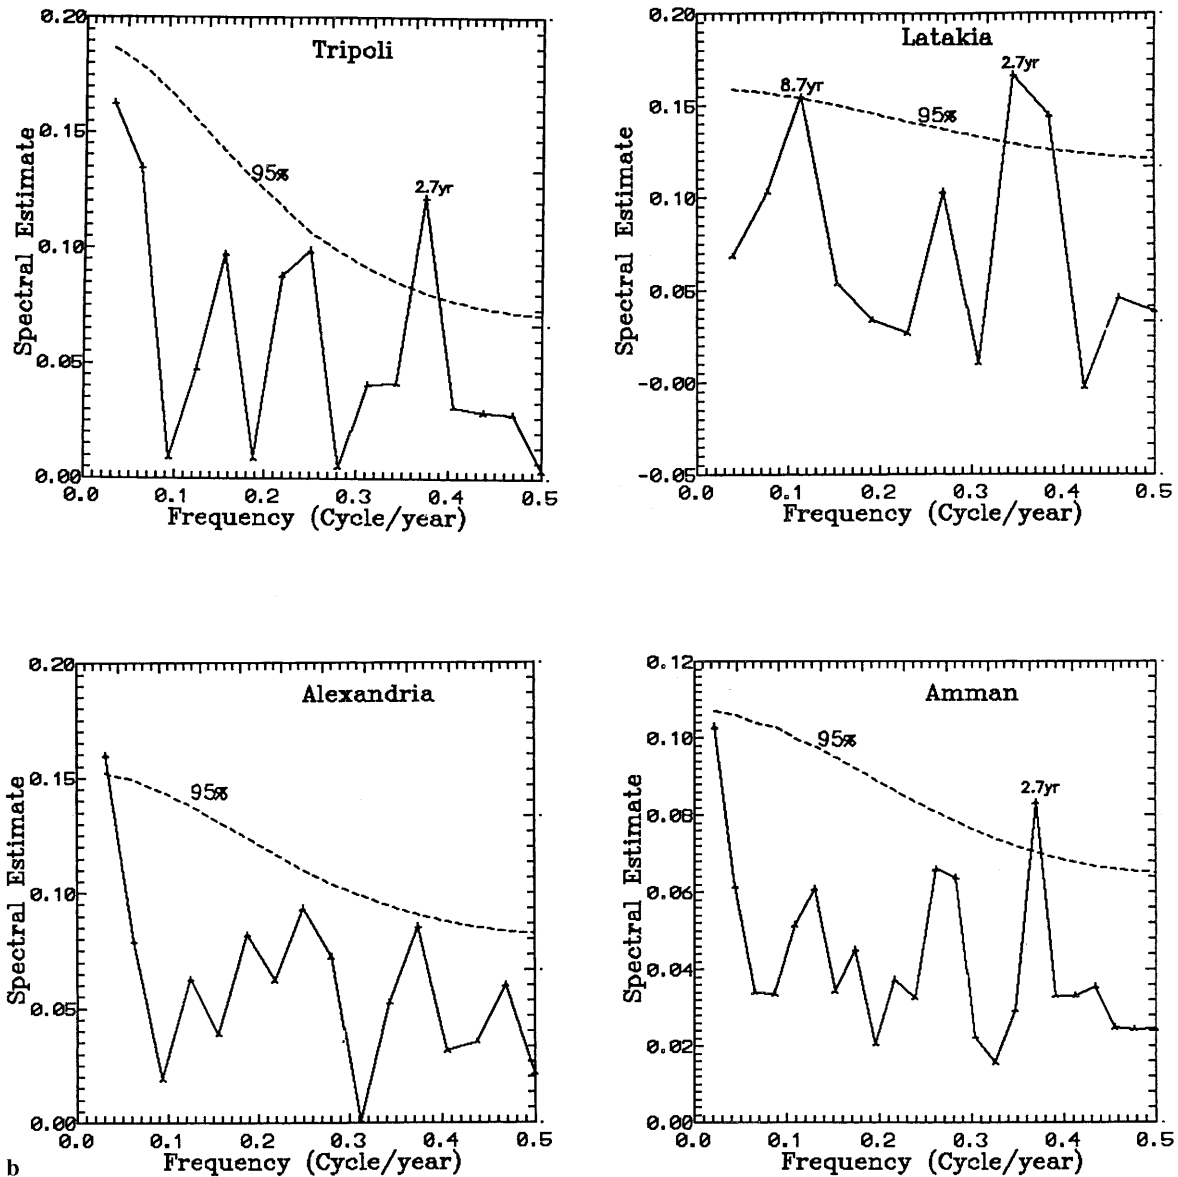 Tripoli
Spectral Estimate
0.20
0.15
0.10
0.05
0.00
95%
2.7yr
0.0 0.1 0.2 0.3 0.4 0.5
Frequency (Cycle/year)
Latakia
Spectral Estimate
0.20
0.15
0.10
0.05
-0.00
-0.05
8.7yr
95%
2.7yr
0.0 0.1 0.2 0.3 0.4 0.5
Frequency (Cycle/year)
Alexandria
Spectral Estimate
0.20
0.15
0.10
0.05
0.00
95%
0.0 0.1 0.2 0.3 0.4 0.5
Frequency (Cycle/year)
Amman
Spectral Estimate
0.12
0.10
0.08
0.06
0.04
0.02
0.00
95%
2.7yr
0.0 0.1 0.2 0.3 0.4 0.5
Frequency (Cycle/year)
b